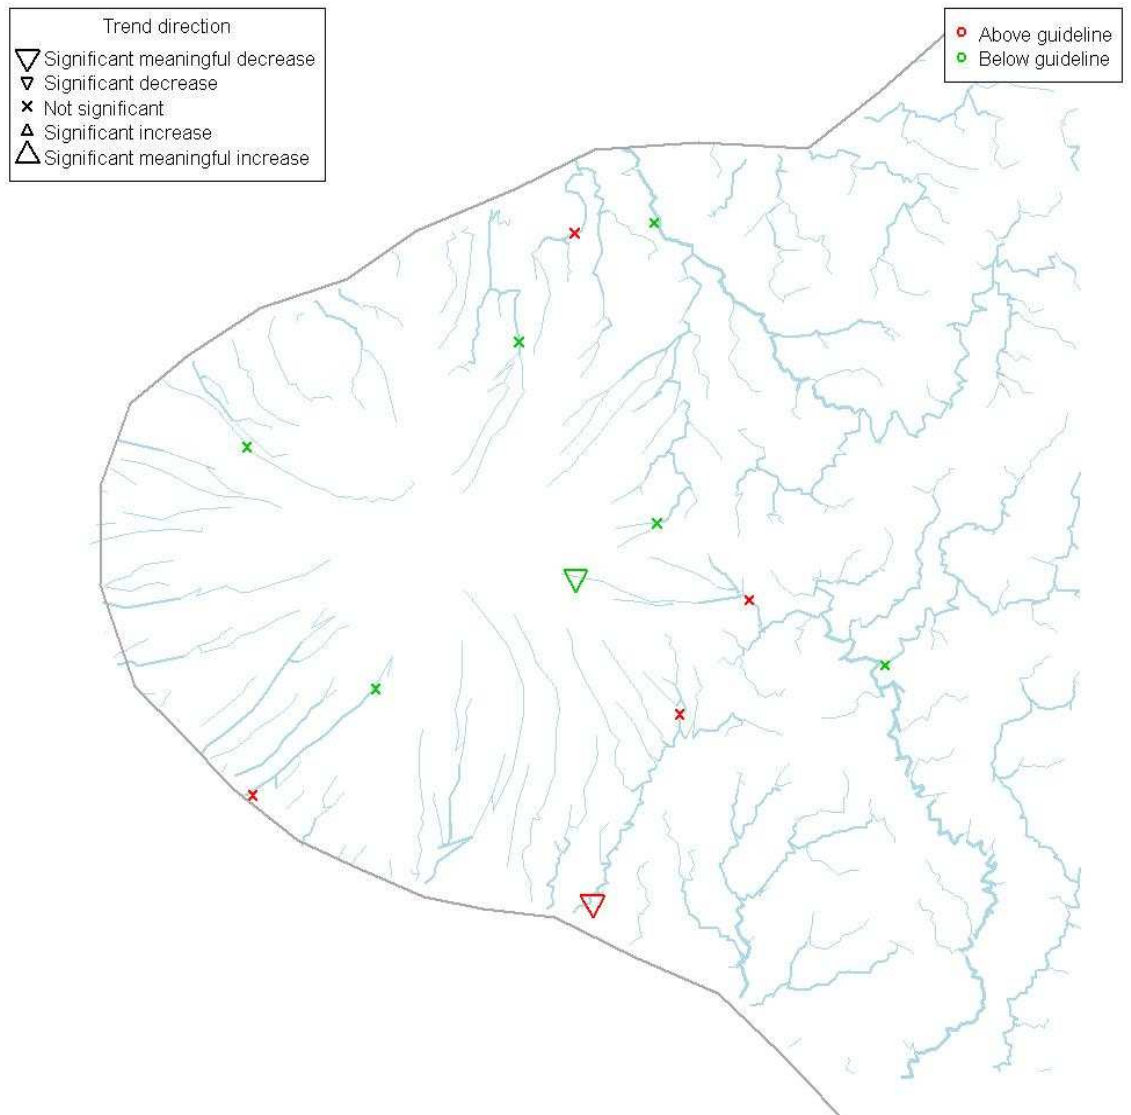 Trend direction
Significant meaningful decrease
Significant decrease
Not significant
Significant increase
Significant meaningful increase
Above guideline
Below guideline